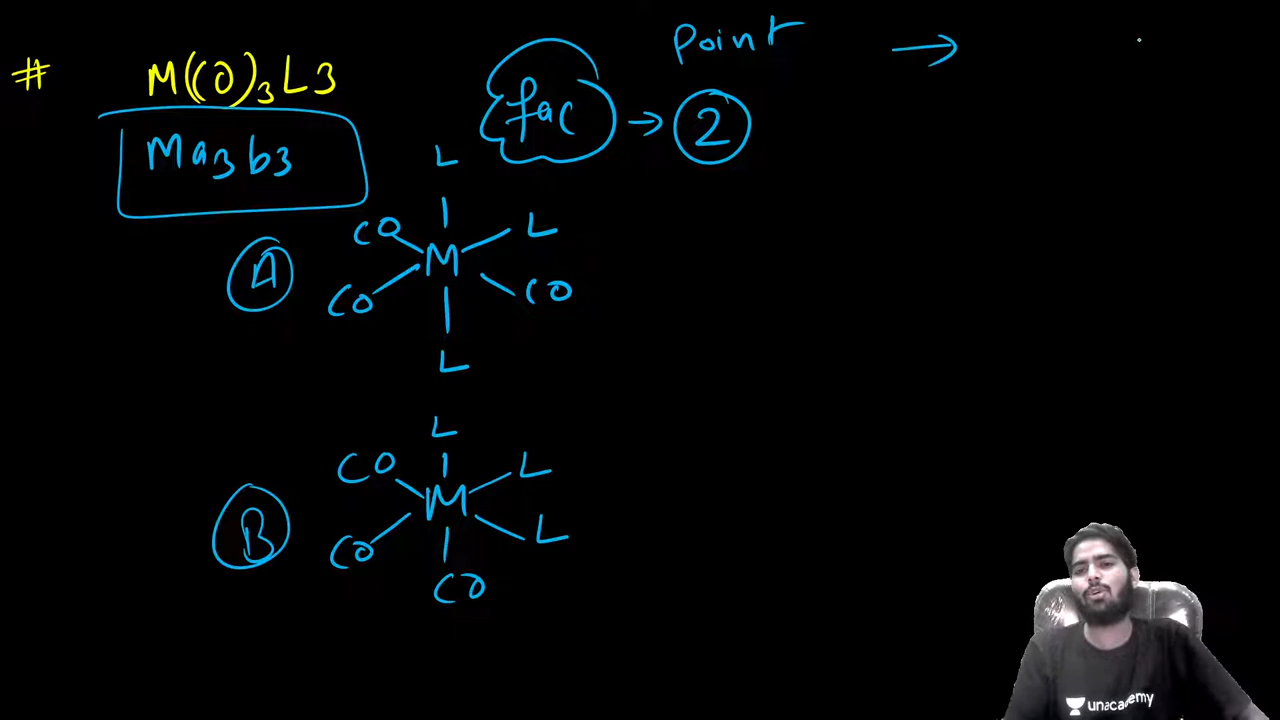 # M(CO)3L3
Ma3b3
fac → 2
Point →
A
L
CO M L
CO CO
L
B
L
CO M L
CO L
CO
unacademy